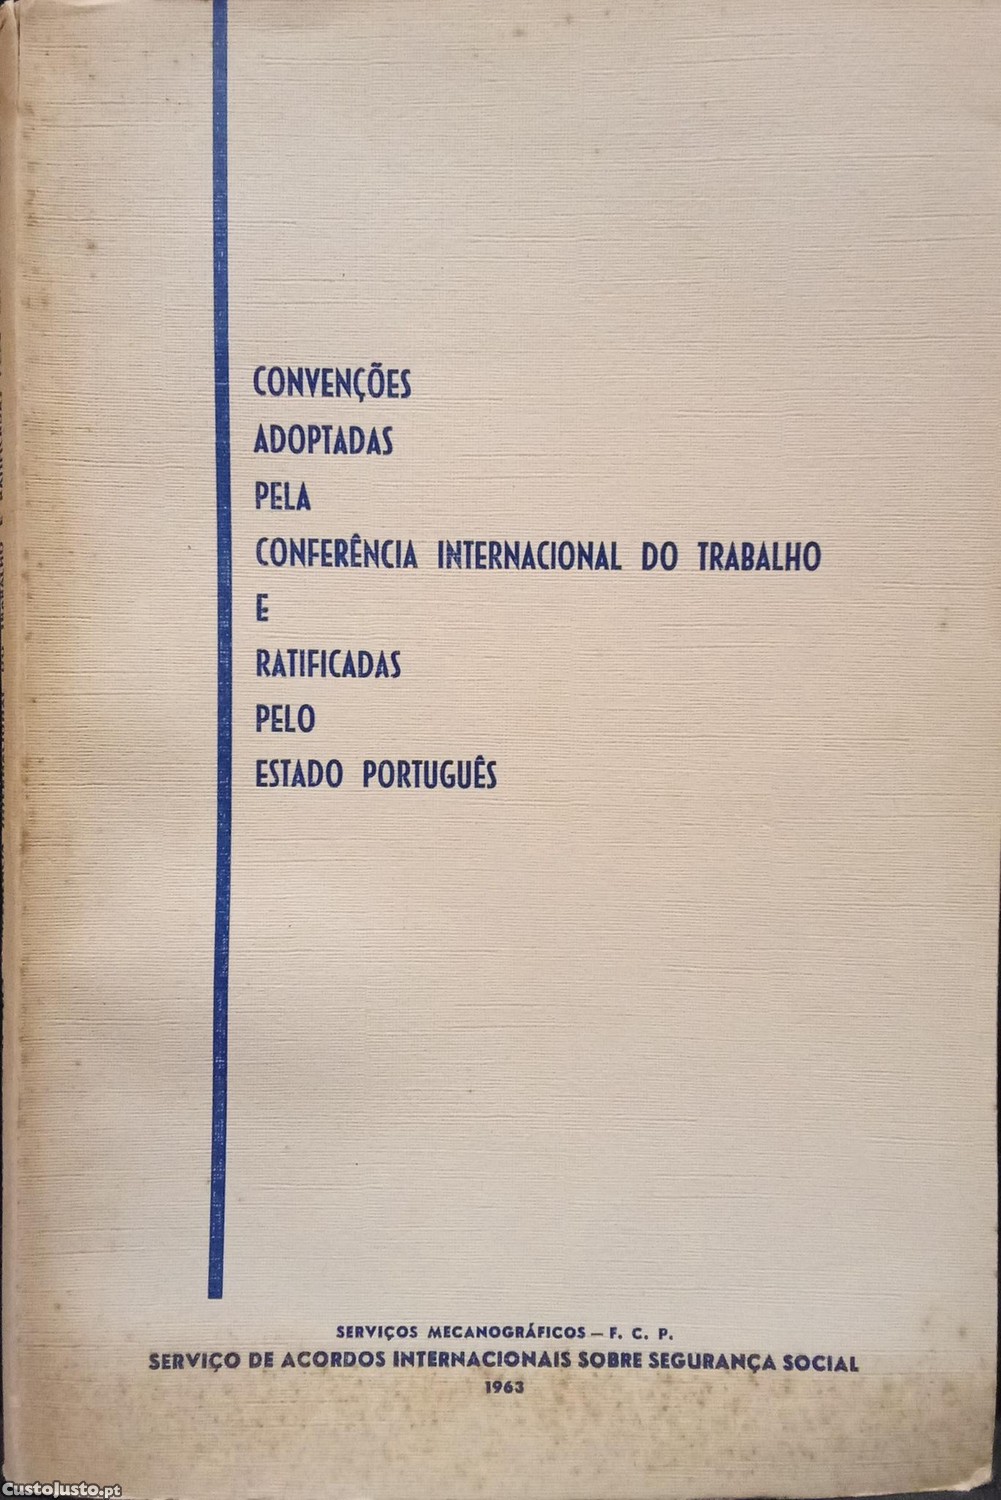 CONVENÇÕES
ADOPTADAS
PELA
CONFERÊNCIA INTERNACIONAL DO TRABALHO
E
RATIFICADAS
PELO
ESTADO PORTUGUÊS
SERVIÇOS MECANOGRÁFICOS — F. C. P.
SERVIÇO DE ACORDOS INTERNACIONAIS SOBRE SEGURANÇA SOCIAL
1963
CustoJusto.pt